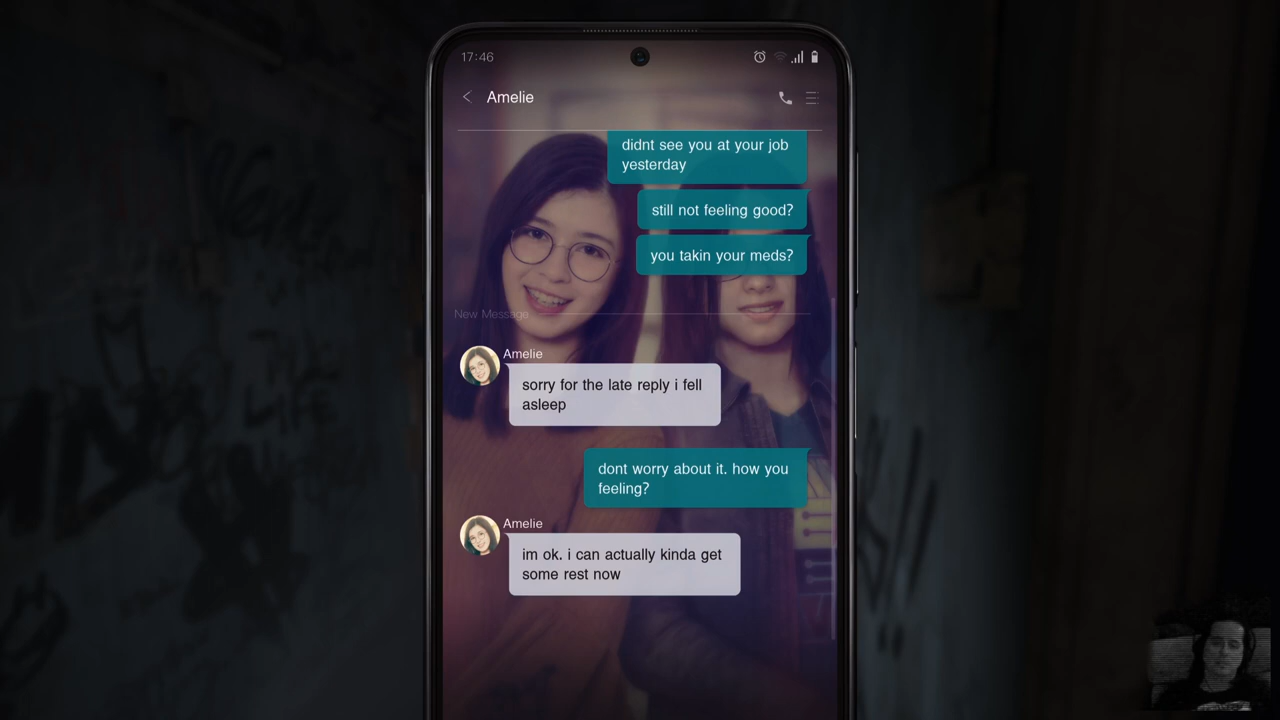 17:46
Amelie
didnt see you at your job
yesterday
still not feeling good?
you takin your meds?
New Message
Amelie
sorry for the late reply i fell
asleep
dont worry about it. how you
feeling?
Amelie
im ok. i can actually kinda get
some rest now
LIFE